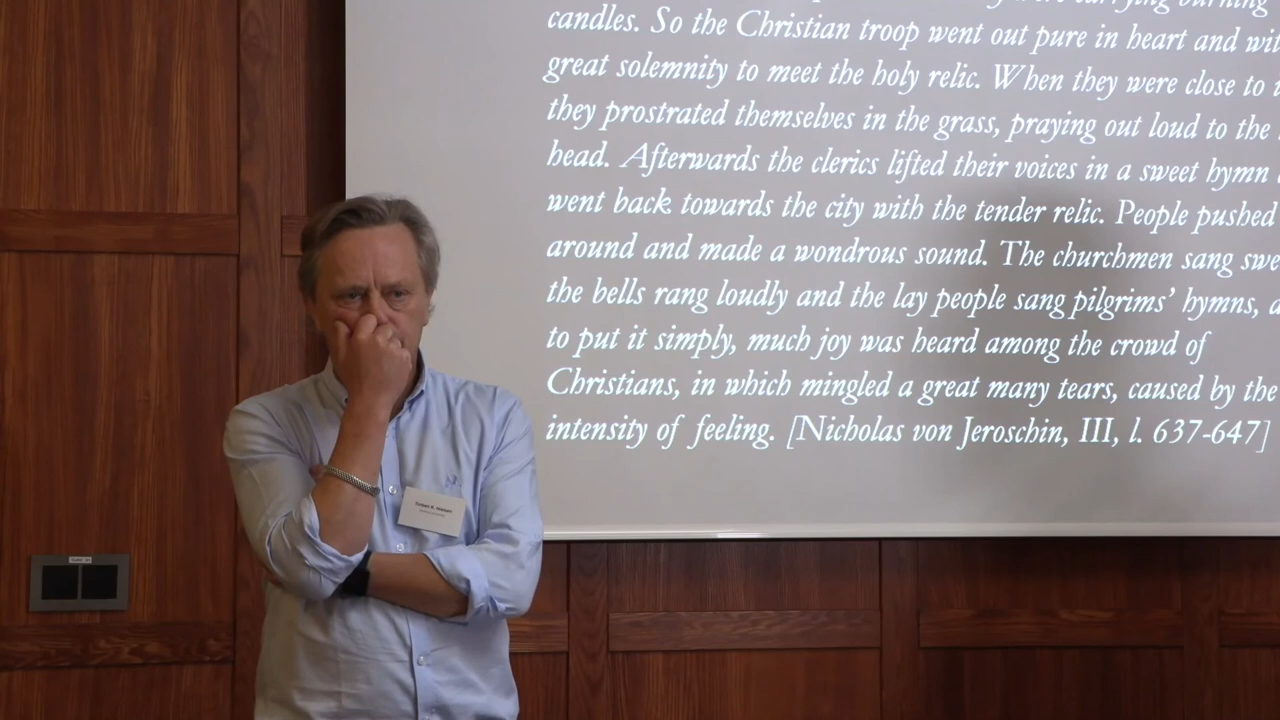 were carrying burning
candles. So the Christian troop went out pure in heart and
great solemnity to meet the holy relic. When they were close to
they prostrated themselves in the grass, praying out loud to the
head. Afterwards the clerics lifted their voices in a sweet hymn
went back towards the city with the tender relic. People pushed
around and made a wondrous sound. The churchmen sang
the bells rang loudly and the lay people sang pilgrims' hymns,
to put it simply, much joy was heard among the crowd of
Christians, in which mingled a great many tears, caused by the
intensity of feeling. [Nicholas von Jeroschin, III, l. 637-647]
Torben K. Nielsen